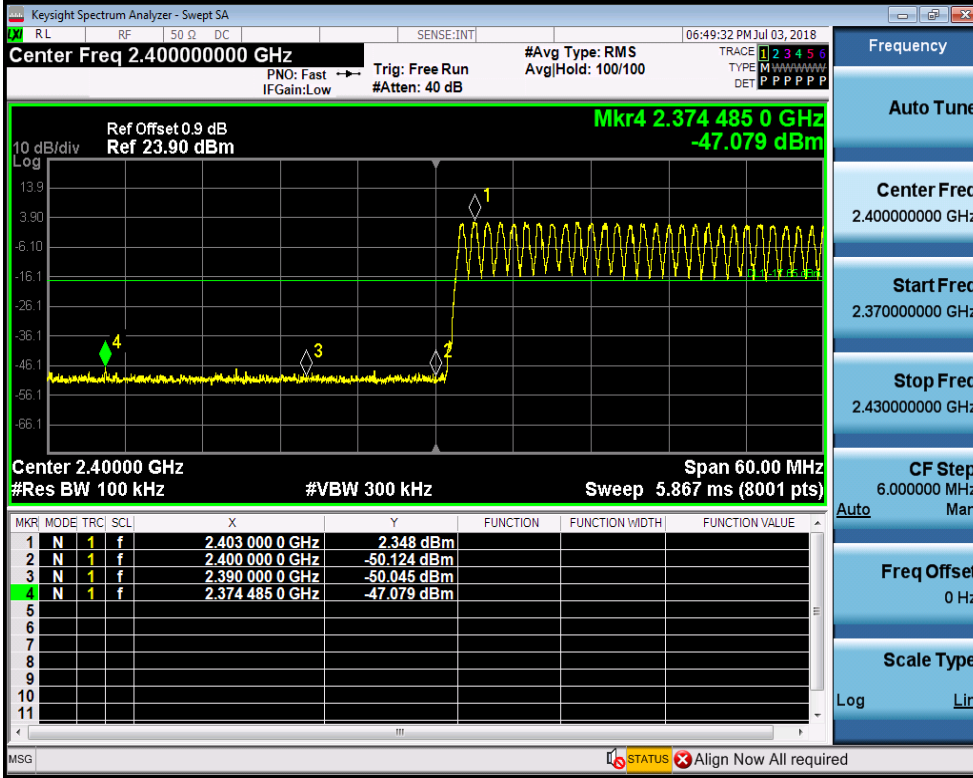 Keysight Spectrum Analyzer - Swept SA
LXI RL RF 50 Ω DC SENSE:INT 06:49:32 PM Jul 03, 2018
Center Freq 2.400000000 GHz
PNO: Fast
IFGain:Low
Trig: Free Run
#Atten: 40 dB
#Avg Type: RMS
Avg|Hold: 100/100
TRACE 1 2 3 4 5 6
TYPE M W W W W W
DET P P P P P P
Mkr4 2.374 485 0 GHz
-47.079 dBm
Ref Offset 0.9 dB
10 dB/div Ref 23.90 dBm
Log
13.9
3.90
-6.10
-16.1
-26.1
-36.1
-46.1
-56.1
-66.1
1
2
3
4
Center 2.40000 GHz Span 60.00 MHz
#Res BW 100 kHz #VBW 300 kHz Sweep 5.867 ms (8001 pts)
MKR MODE TRC SCL X Y FUNCTION FUNCTION WIDTH FUNCTION VALUE
1 N 1 f 2.403 000 0 GHz 2.348 dBm
2 N 1 f 2.400 000 0 GHz -50.124 dBm
3 N 1 f 2.390 000 0 GHz -50.045 dBm
4 N 1 f 2.374 485 0 GHz -47.079 dBm
5
6
7
8
9
10
11
MSG STATUS Align Now All required
Frequency
Auto Tune
Center Freq
2.400000000 GHz
Start Freq
2.370000000 GHz
Stop Freq
2.430000000 GHz
CF Step
6.000000 MHz
Auto Man
Freq Offset
0 Hz
Scale Type
Log Lin